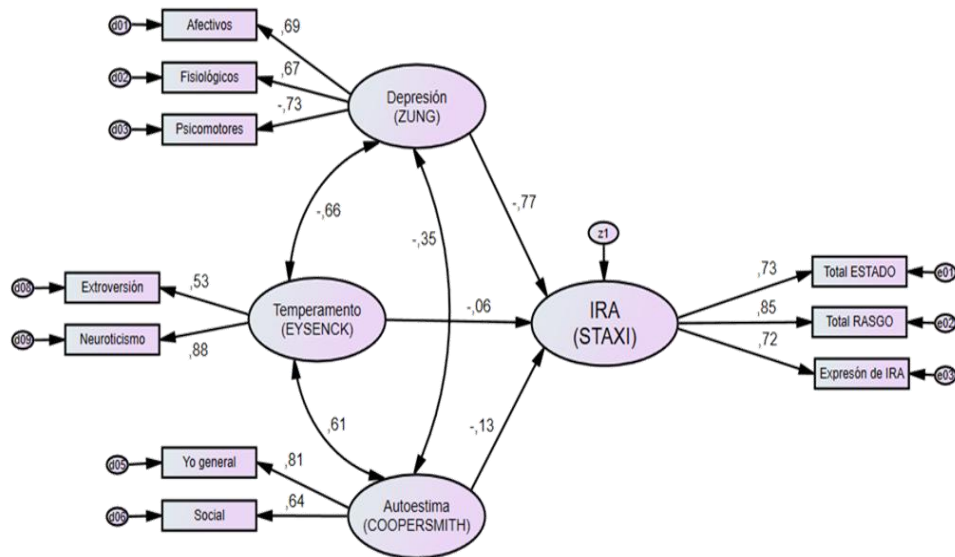 d01
Afectivos
,69
d02
Fisiológicos
,67
d03
Psicomotores
-,73
Depresión
(ZUNG)
-,66
-,35
-,77
z1
d08
Extroversión
,53
d09
Neuroticismo
,88
Temperamento
(EYSENCK)
-,06
IRA
(STAXI)
,73
Total ESTADO
e01
,85
Total RASGO
e02
,72
Expresón de IRA
e03
,61
-,13
d05
Yo general
,81
d06
Social
,64
Autoestima
(COOPERSMITH)